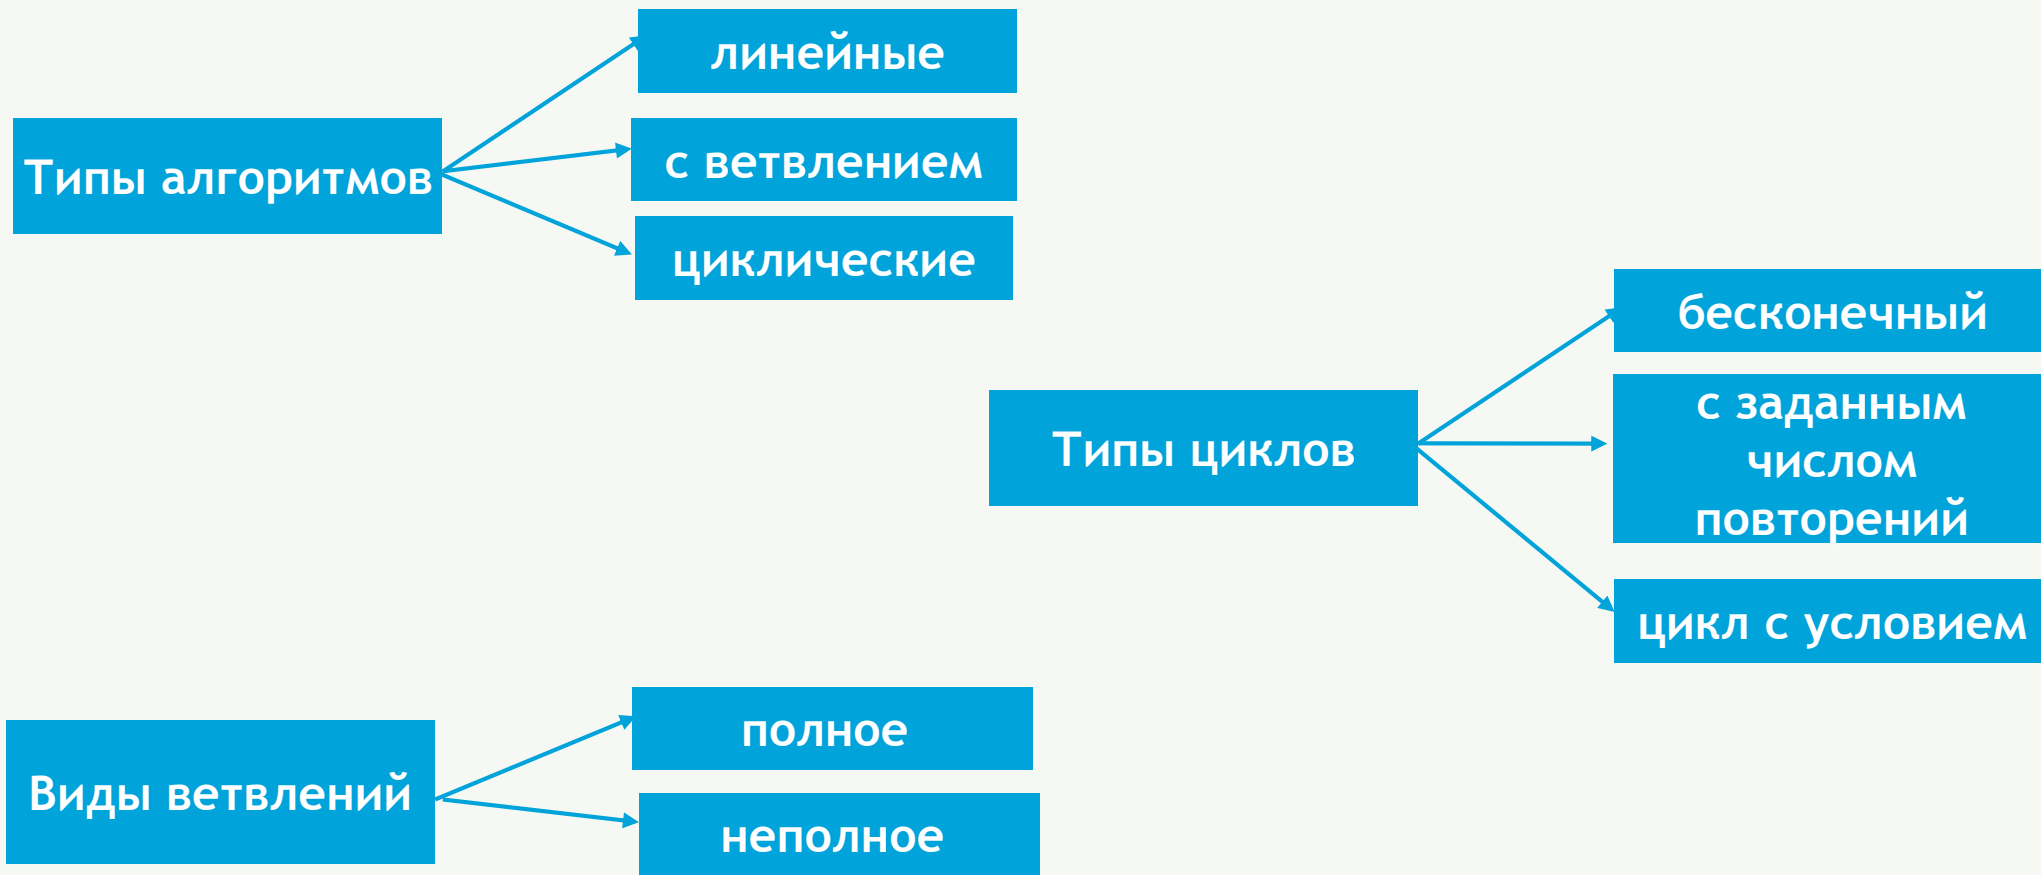 Типы алгоритмов
линейные
с ветвлением
циклические
Типы циклов
бесконечный
с заданным
числом
повторений
цикл с условием
Виды ветвлений
полное
неполное